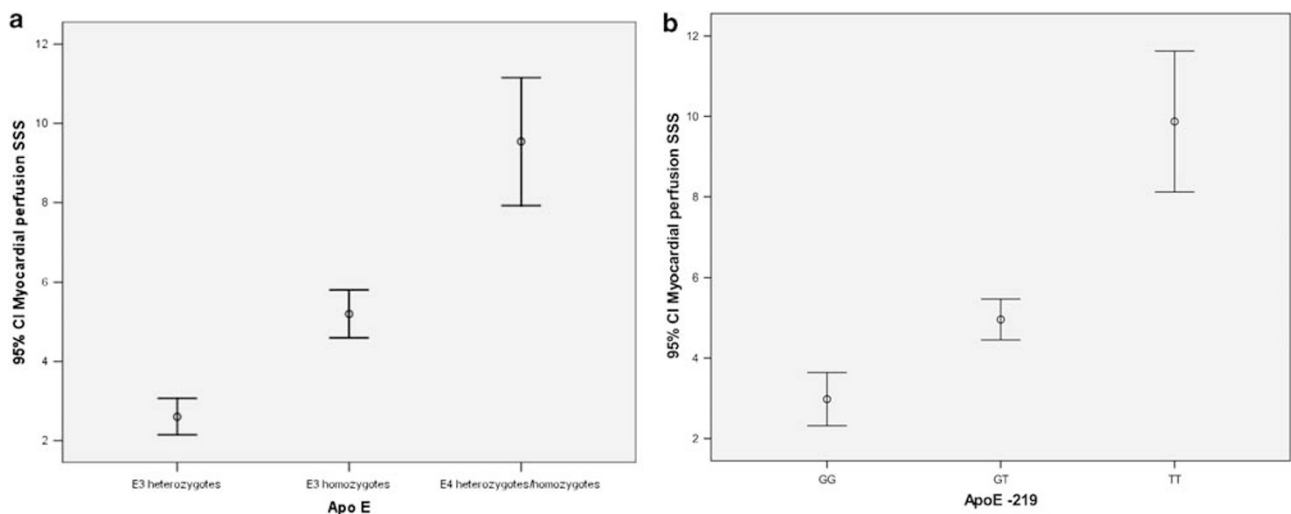 a
95% CI Myocardial perfusion SSS
12
10
8
6
4
2
E3 heterozygotes
E3 homozygotes
E4 heterozygotes/homozygotes
Apo E
b
95% CI Myocardial perfusion SSS
12
10
8
6
4
2
GG
GT
TT
ApoE -219